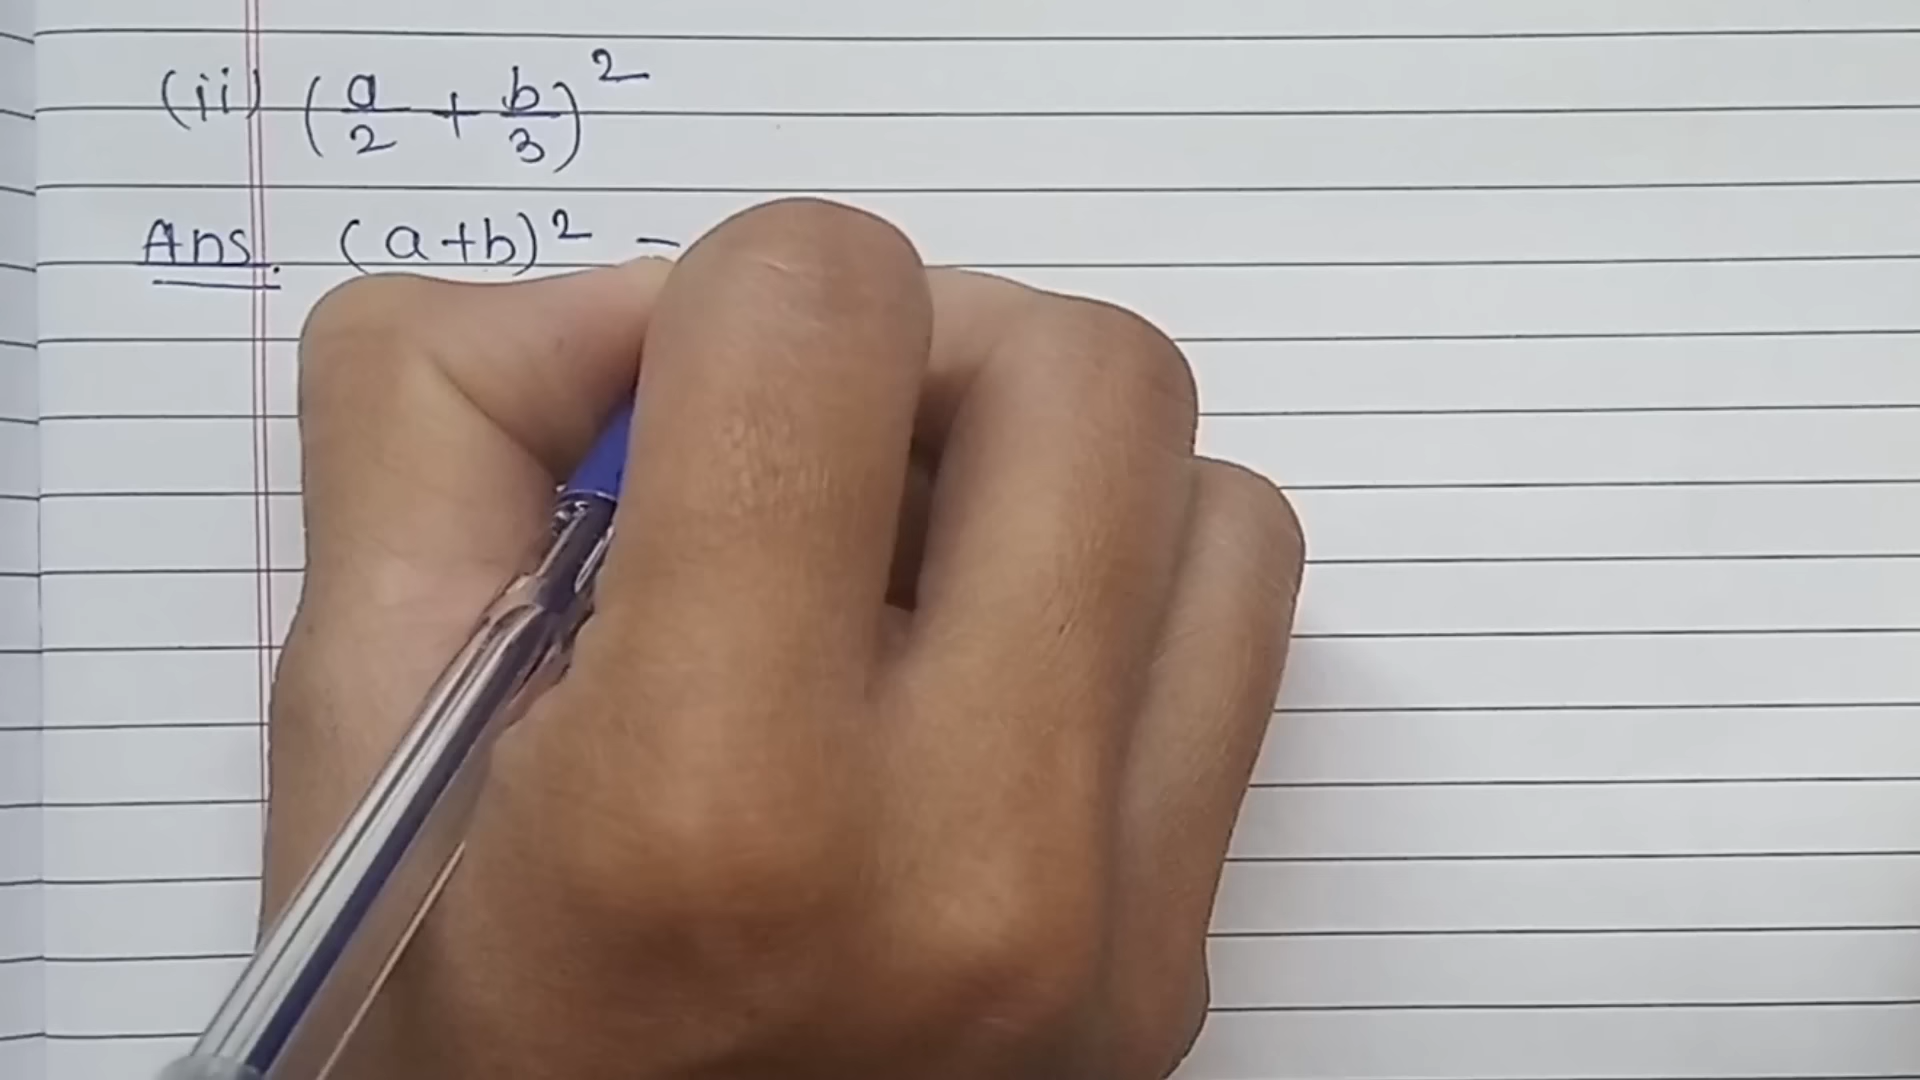 (ii) (a/2 + b/3)²
Ans. (a+b)² -